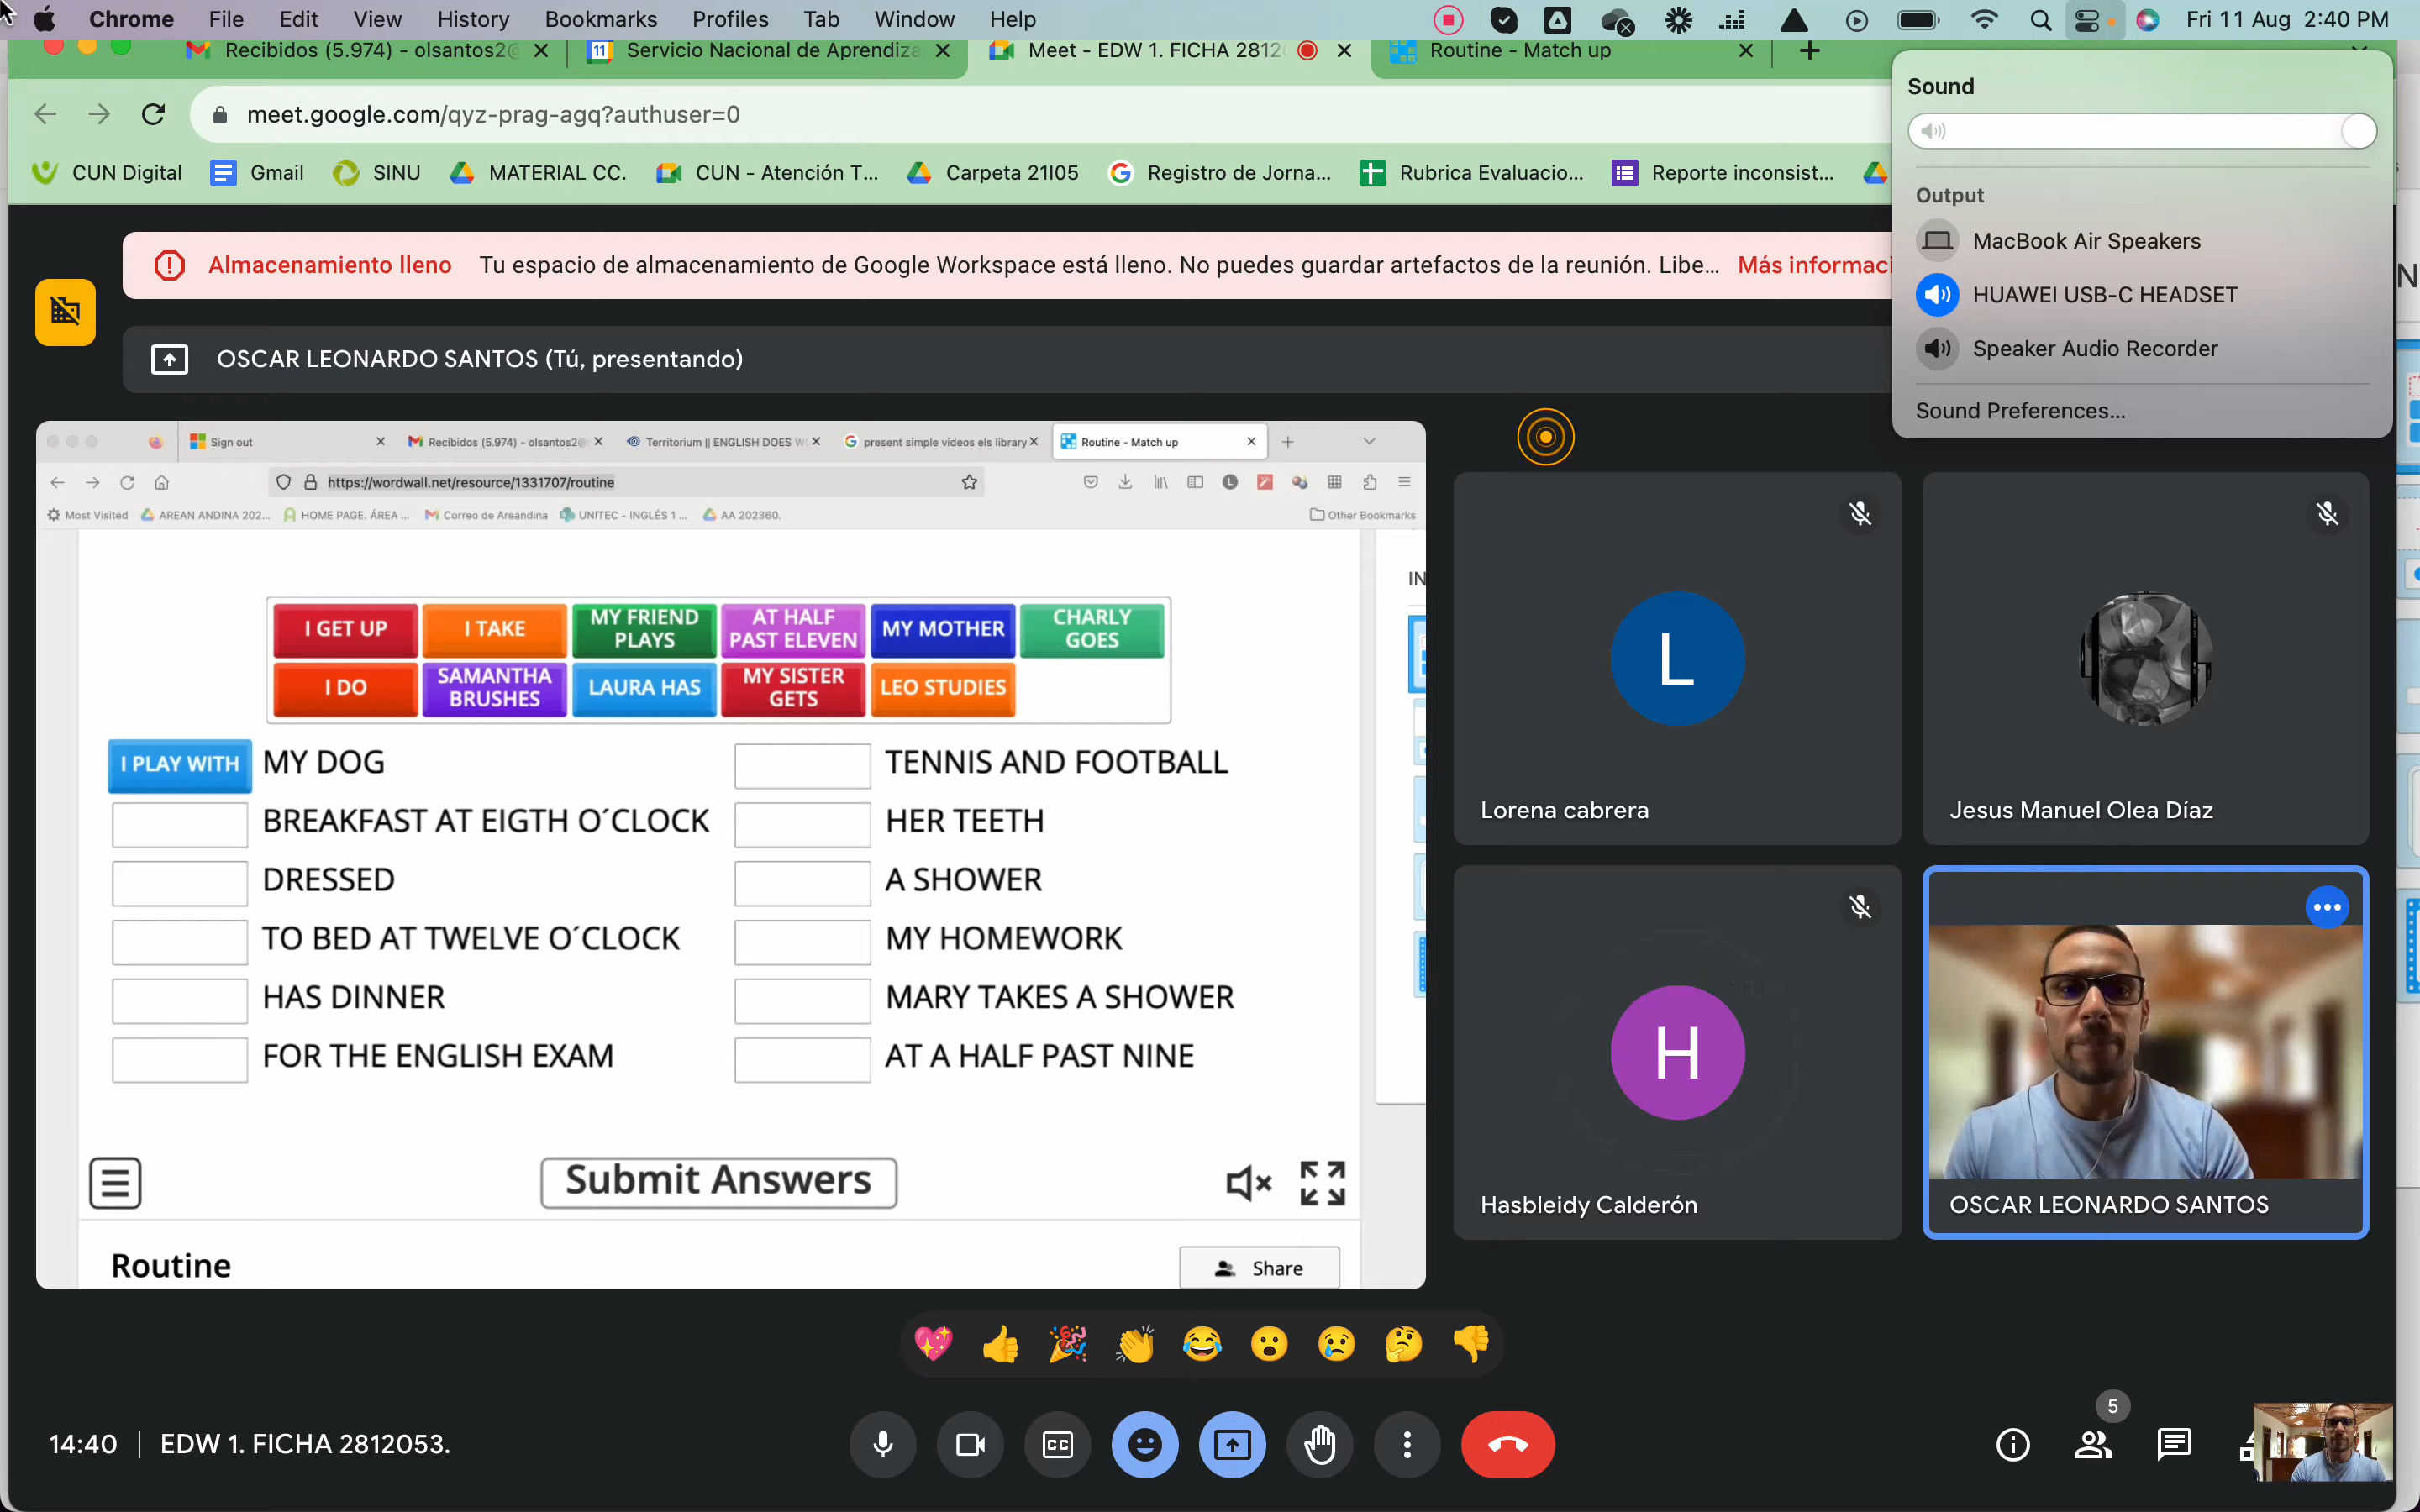 Chrome File Edit View History Bookmarks Profiles Tab Window Help Fri 11 Aug 2:40 PM
Recibidos (5.974) - olsantos2@ 11 Servicio Nacional de Aprendiza Meet - EDW 1. FICHA 2812 Routine - Match up
meet.google.com/qyz-prag-agq?authuser=0
CUN Digital Gmail SINU MATERIAL CC. CUN - Atención T... Carpeta 21I05 Registro de Jorna... Rubrica Evaluacio... Reporte inconsist...
Sound
Output
MacBook Air Speakers
HUAWEI USB-C HEADSET
Speaker Audio Recorder
Sound Preferences...
Almacenamiento lleno Tu espacio de almacenamiento de Google Workspace está lleno. No puedes guardar artefactos de la reunión. Libe... Más informaci
OSCAR LEONARDO SANTOS (Tú, presentando)
Sign out Recibidos (5.974) - olsantos2@ Territorium || ENGLISH DOES W present simple videos els library Routine - Match up
https://wordwall.net/resource/1331707/routine
Most Visited AREAN ANDINA 202... HOME PAGE. ÁREA ... Correo de Areandina UNITEC - INGLÉS 1 ... AA 202360. Other Bookmarks
IN
I GET UP I TAKE MY FRIEND PLAYS AT HALF PAST ELEVEN MY MOTHER CHARLY GOES
I DO SAMANTHA BRUSHES LAURA HAS MY SISTER GETS LEO STUDIES
I PLAY WITH MY DOG TENNIS AND FOOTBALL
BREAKFAST AT EIGTH O´CLOCK HER TEETH
DRESSED A SHOWER
TO BED AT TWELVE O´CLOCK MY HOMEWORK
HAS DINNER MARY TAKES A SHOWER
FOR THE ENGLISH EXAM AT A HALF PAST NINE
Submit Answers
Routine Share
L
Lorena cabrera
Jesus Manuel Olea Díaz
H
Hasbleidy Calderón
OSCAR LEONARDO SANTOS
14:40 | EDW 1. FICHA 2812053.
CC
5